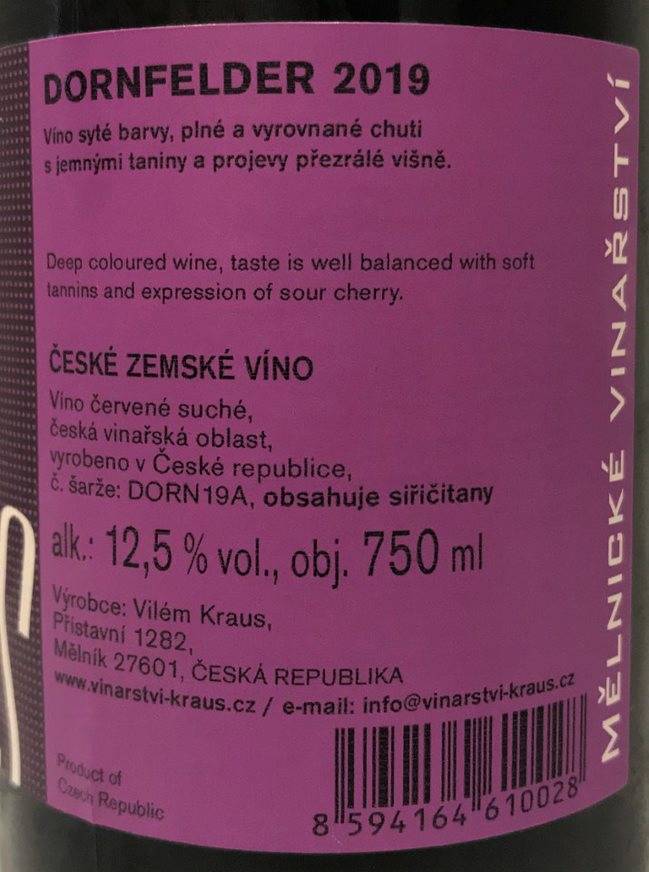 DORNFELDER 2019
Víno syté barvy, plné a vyrovnané chuti
s jemnými taniny a projevy přezrálé višně.
Deep coloured wine, taste is well balanced with soft
tannins and expression of sour cherry.
ČESKÉ ZEMSKÉ VÍNO
Víno červené suché,
česká vinařská oblast,
vyrobeno v České republice,
č. šarže: DORN19A, obsahuje siřičitany
alk.: 12,5 % vol., obj. 750 ml
Výrobce: Vilém Kraus,
Přístavní 1282,
Mělník 27601, ČESKÁ REPUBLIKA
www.vinarstvi-kraus.cz / e-mail: info@vinarstvi-kraus.cz
Product of
Czech Republic
8 594164 610028
MĚLNICKÉ VINAŘSTVÍ